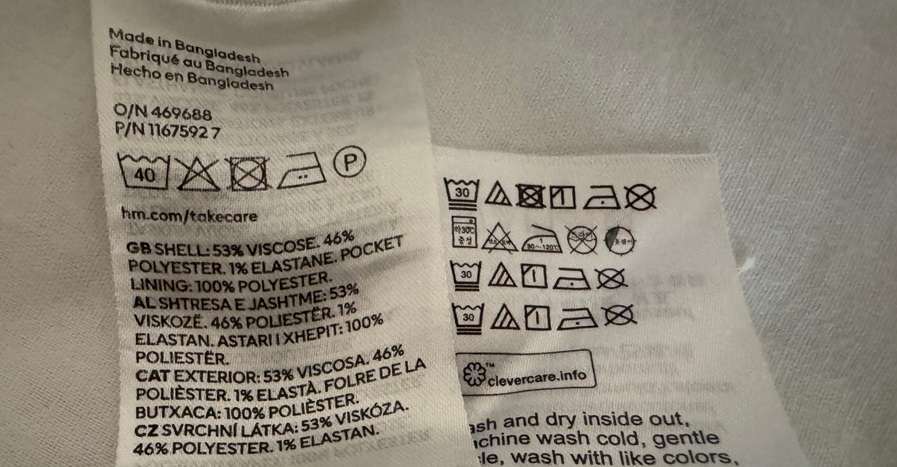 Made in Bangladesh
Fabriqué au Bangladesh
Hecho en Bangladesh
O/N 469688
P/N 1167592 7
40
P
hm.com/takecare
GB SHELL: 53% VISCOSE. 46%
POLYESTER. 1% ELASTANE. POCKET
LINING: 100% POLYESTER.
AL SHTRESA E JASHTME: 53%
VISKOZË. 46% POLIESTËR. 1%
ELASTAN. ASTARI I XHEPIT: 100%
POLIESTËR.
CAT EXTERIOR: 53% VISCOSA. 46%
POLIÈSTER. 1% ELASTÀ. FOLRE DE LA
BUTXACA: 100% POLIÈSTER.
CZ SVRCHNÍ LÁTKA: 53% VISKÓZA.
46% POLYESTER. 1% ELASTAN.
30
30
30
clevercare.info™
ash and dry inside out,
achine wash cold, gentle
cle, wash with like colors,